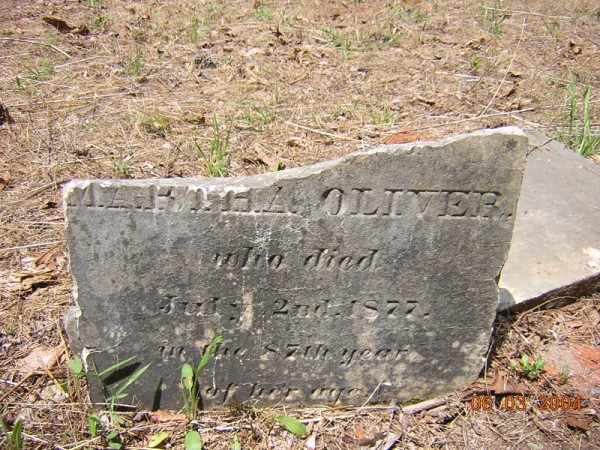 MARTHA OLIVER.
who died
July 2nd. 1877.
in the 87th year
of her age
06 03 2004